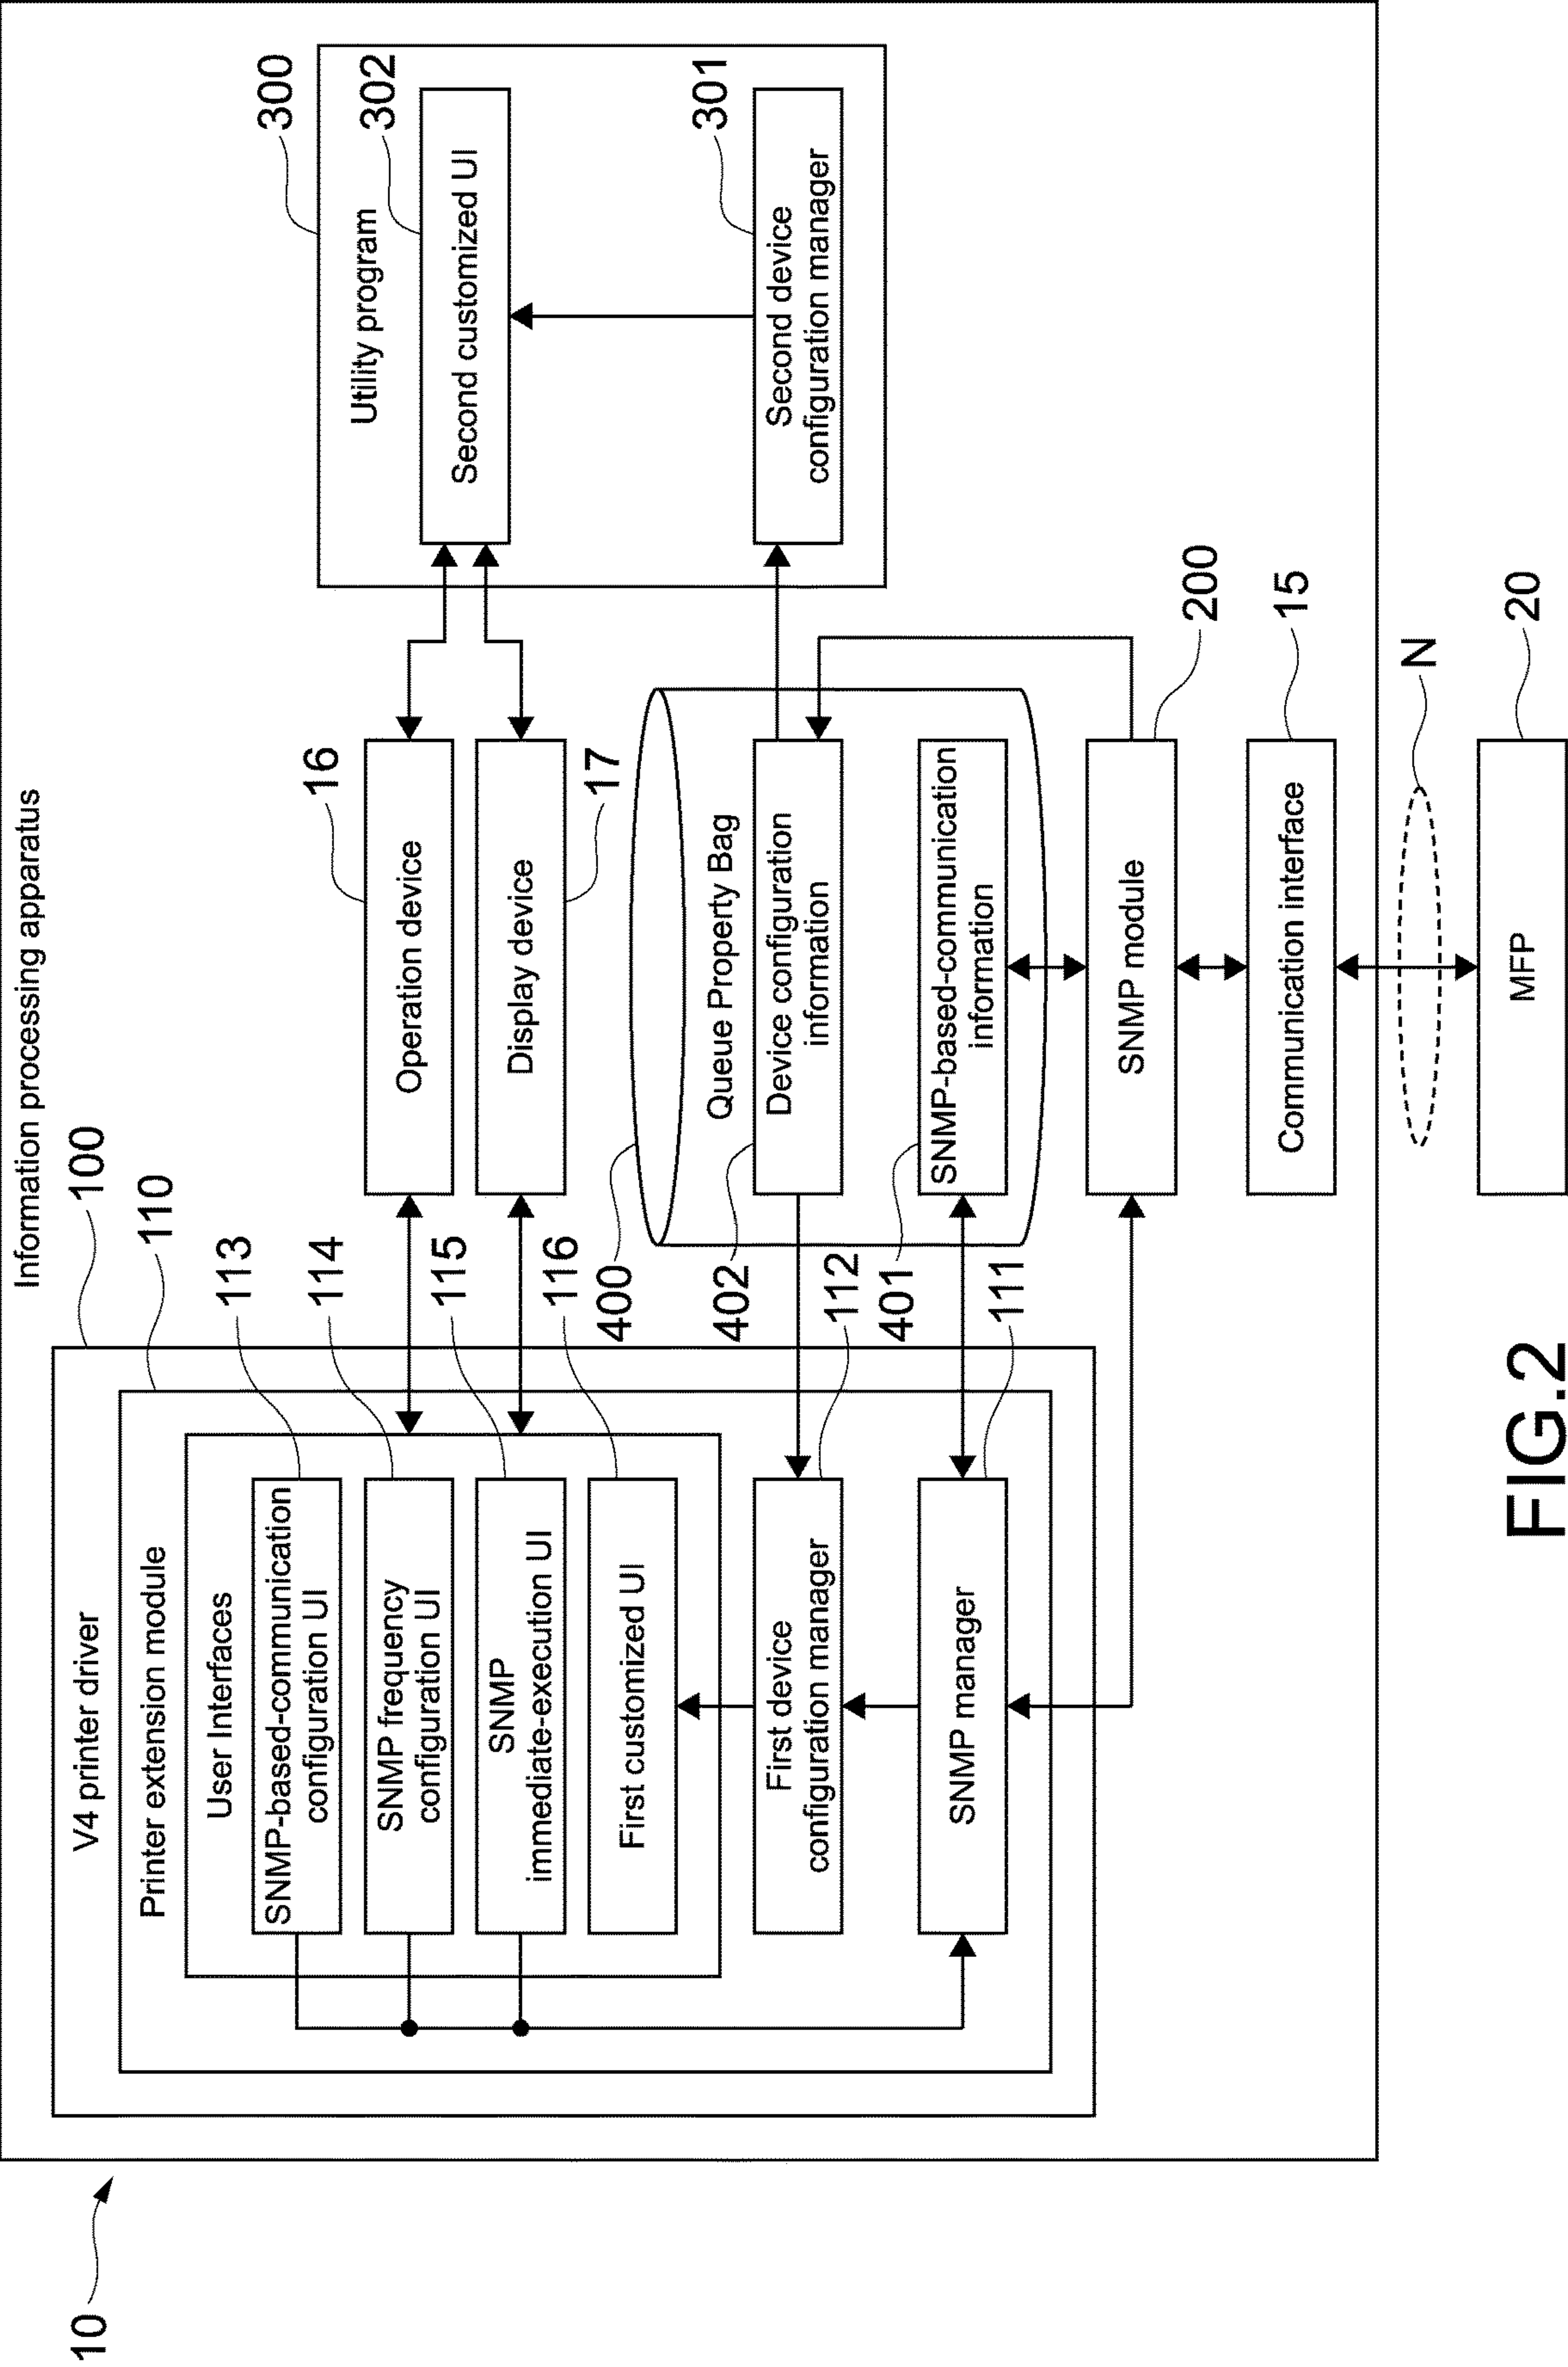 Information processing apparatus
10
100
V4 printer driver
110
Printer extension module
User Interfaces
113
SNMP-based-communication
configuration UI
114
SNMP frequency
configuration UI
115
SNMP
immediate-execution UI
116
First customized UI
112
First device
configuration manager
111
SNMP manager
16
Operation device
17
Display device
400
Queue Property Bag
402
Device configuration
information
401
SNMP-based-communication
information
200
SNMP module
15
Communication interface
N
20
MFP
300
Utility program
302
Second customized UI
301
Second device
configuration manager
FIG.2